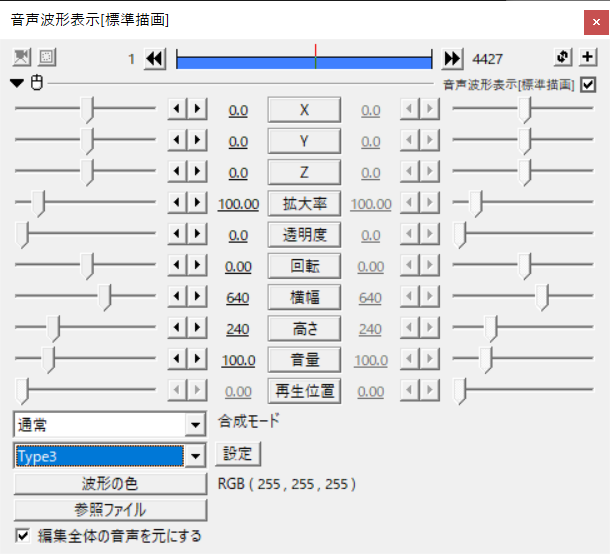 音声波形表示[標準描画]
1 4427
音声波形表示[標準描画]
0.0 X 0.0
0.0 Y 0.0
0.0 Z 0.0
100.00 拡大率 100.00
0.0 透明度 0.0
0.00 回転 0.00
640 横幅 640
240 高さ 240
100.0 音量 100.0
0.00 再生位置 0.00
通常 合成モード
Type3 設定
波形の色 RGB ( 255 , 255 , 255 )
参照ファイル
編集全体の音声を元にする